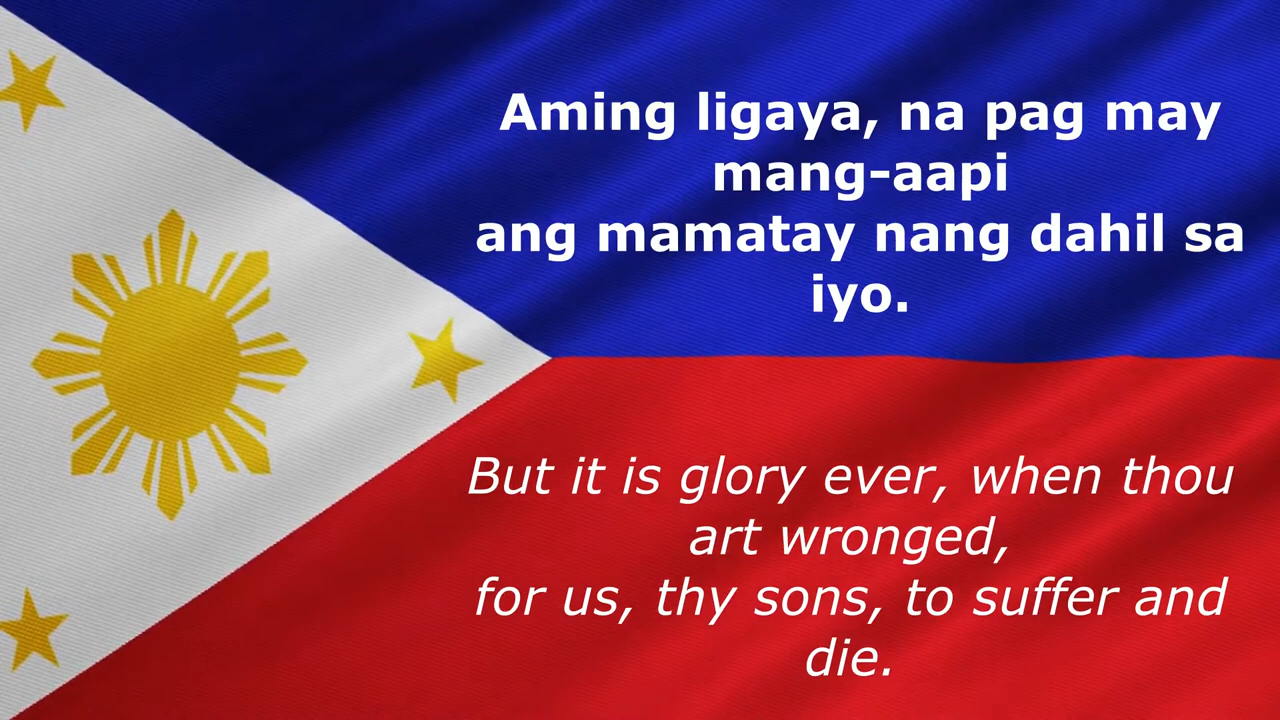 Aming ligaya, na pag may
mang-aapi
ang mamatay nang dahil sa
iyo.
But it is glory ever, when thou
art wronged,
for us, thy sons, to suffer and
die.